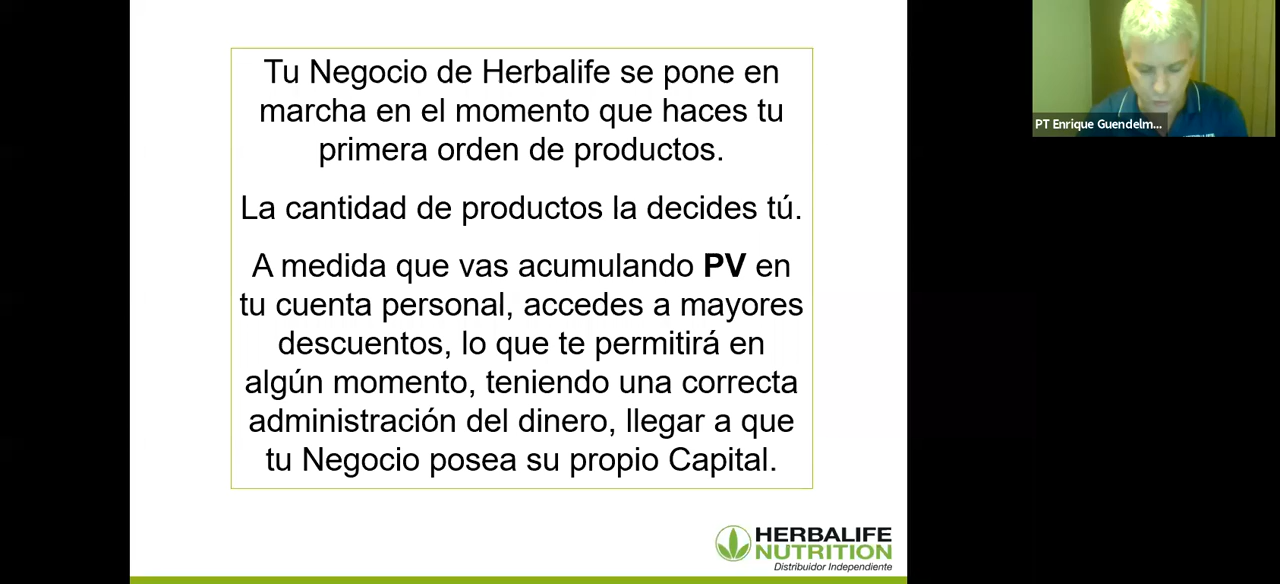 Tu Negocio de Herbalife se pone en
marcha en el momento que haces tu
primera orden de productos.
La cantidad de productos la decides tú.
A medida que vas acumulando PV en
tu cuenta personal, accedes a mayores
descuentos, lo que te permitirá en
algún momento, teniendo una correcta
administración del dinero, llegar a que
tu Negocio posea su propio Capital.
HERBALIFE
NUTRITION
Distribuidor Independiente
PT Enrique Guendelm...